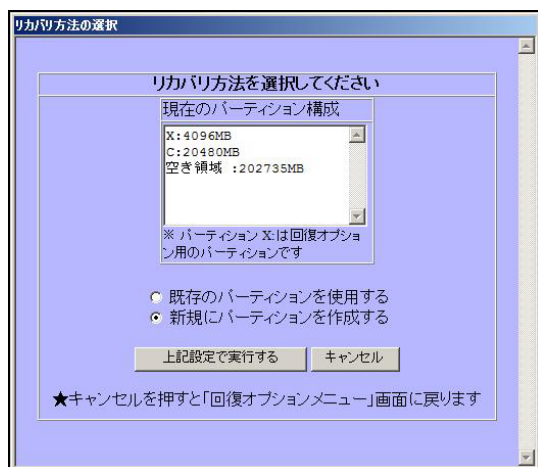 リカバリ方法の選択
リカバリ方法を選択してください
現在のパーティション構成
X:4096MB
C:20480MB
空き領域 :202735MB
※ パーティション X:は回復オプショ
ン用のパーティションです
既存のパーティションを使用する
新規にパーティションを作成する
上記設定で実行する キャンセル
★キャンセルを押すと「回復オプションメニュー」画面に戻ります